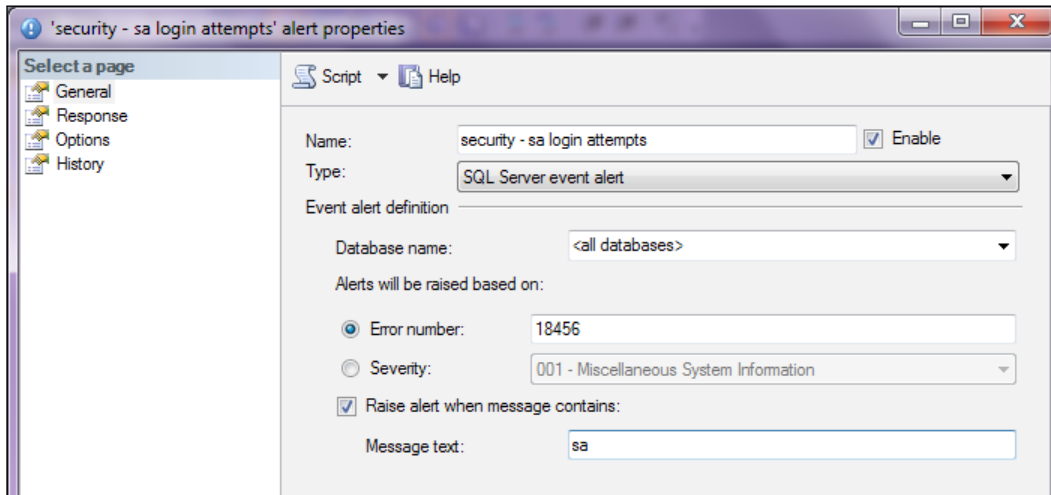 'security - sa login attempts' alert properties
Select a page
General
Response
Options
History
Script Help
Name: security - sa login attempts Enable
Type: SQL Server event alert
Event alert definition
Database name: <all databases>
Alerts will be raised based on:
Error number: 18456
Severity: 001 - Miscellaneous System Information
Raise alert when message contains:
Message text: sa